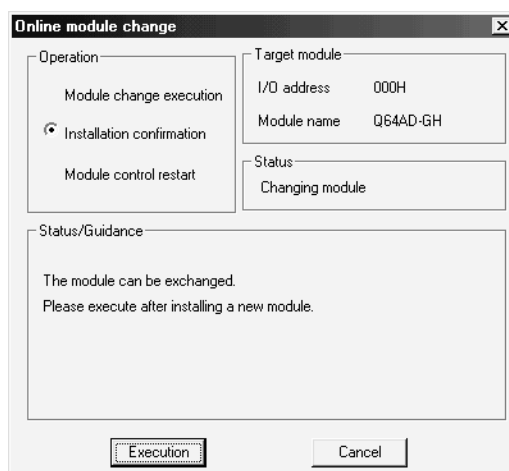 Online module change
Operation
Module change execution
Installation confirmation
Module control restart
Target module
I/O address 000H
Module name Q64AD-GH
Status
Changing module
Status/Guidance
The module can be exchanged.
Please execute after installing a new module.
Execution Cancel